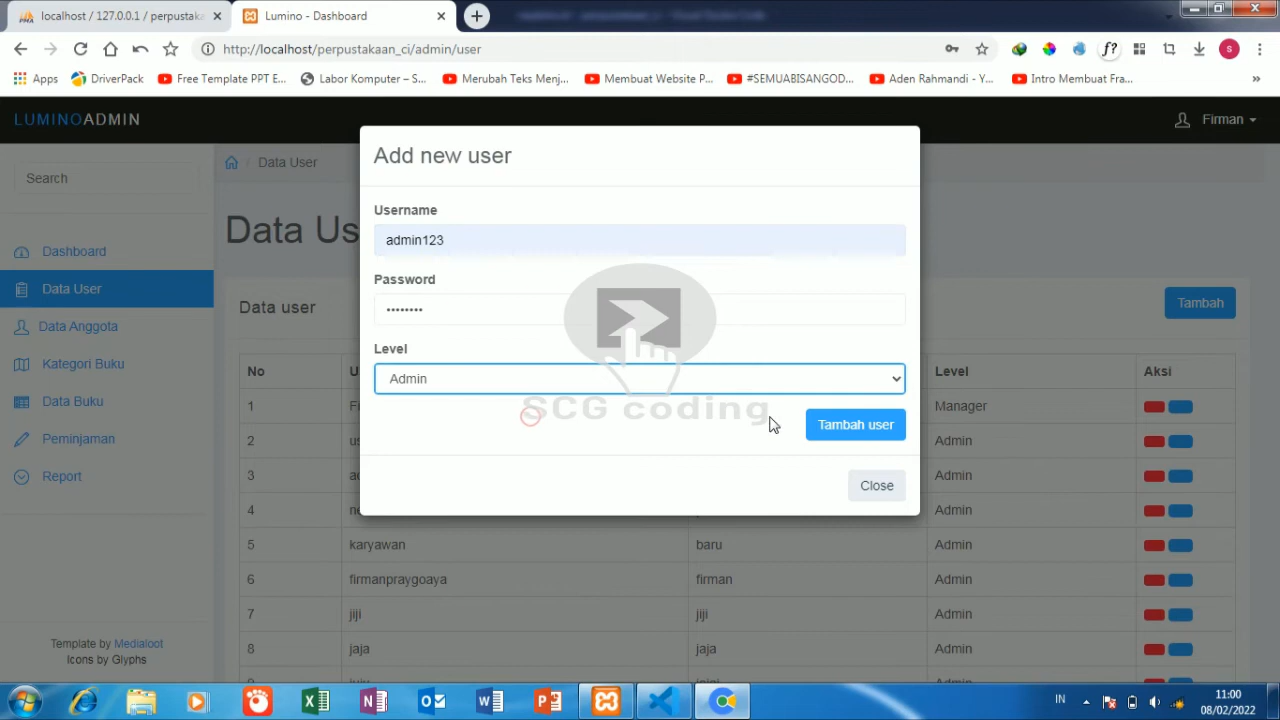 localhost / 127.0.0.1 / perpustaka
Lumino - Dashboard
http://localhost/perpustakaan_ci/admin/user
f?
s
Apps
DriverPack
Free Template PPT E...
Labor Komputer – S...
Merubah Teks Menj...
Membuat Website P...
#SEMUABISANGOD...
Aden Rahmandi - Y...
Intro Membuat Fra...
»
LUMINOADMIN
Firman
Search
Data User
Dashboard
Data User
Data Anggota
Kategori Buku
Data Buku
Peminjaman
Report
Template by Medialoot
Icons by Glyphs
Data Us
Data user
Tambah
No
Level
Aksi
1
Manager
2
Admin
3
Admin
4
Admin
5
karyawan
baru
Admin
6
firmanpraygoaya
firman
Admin
7
jiji
jiji
Admin
8
jaja
jaja
Admin
Add new user
Username
admin123
Password
••••••••
Level
Admin
SCG coding
Tambah user
Close
IN
11:00
08/02/2022